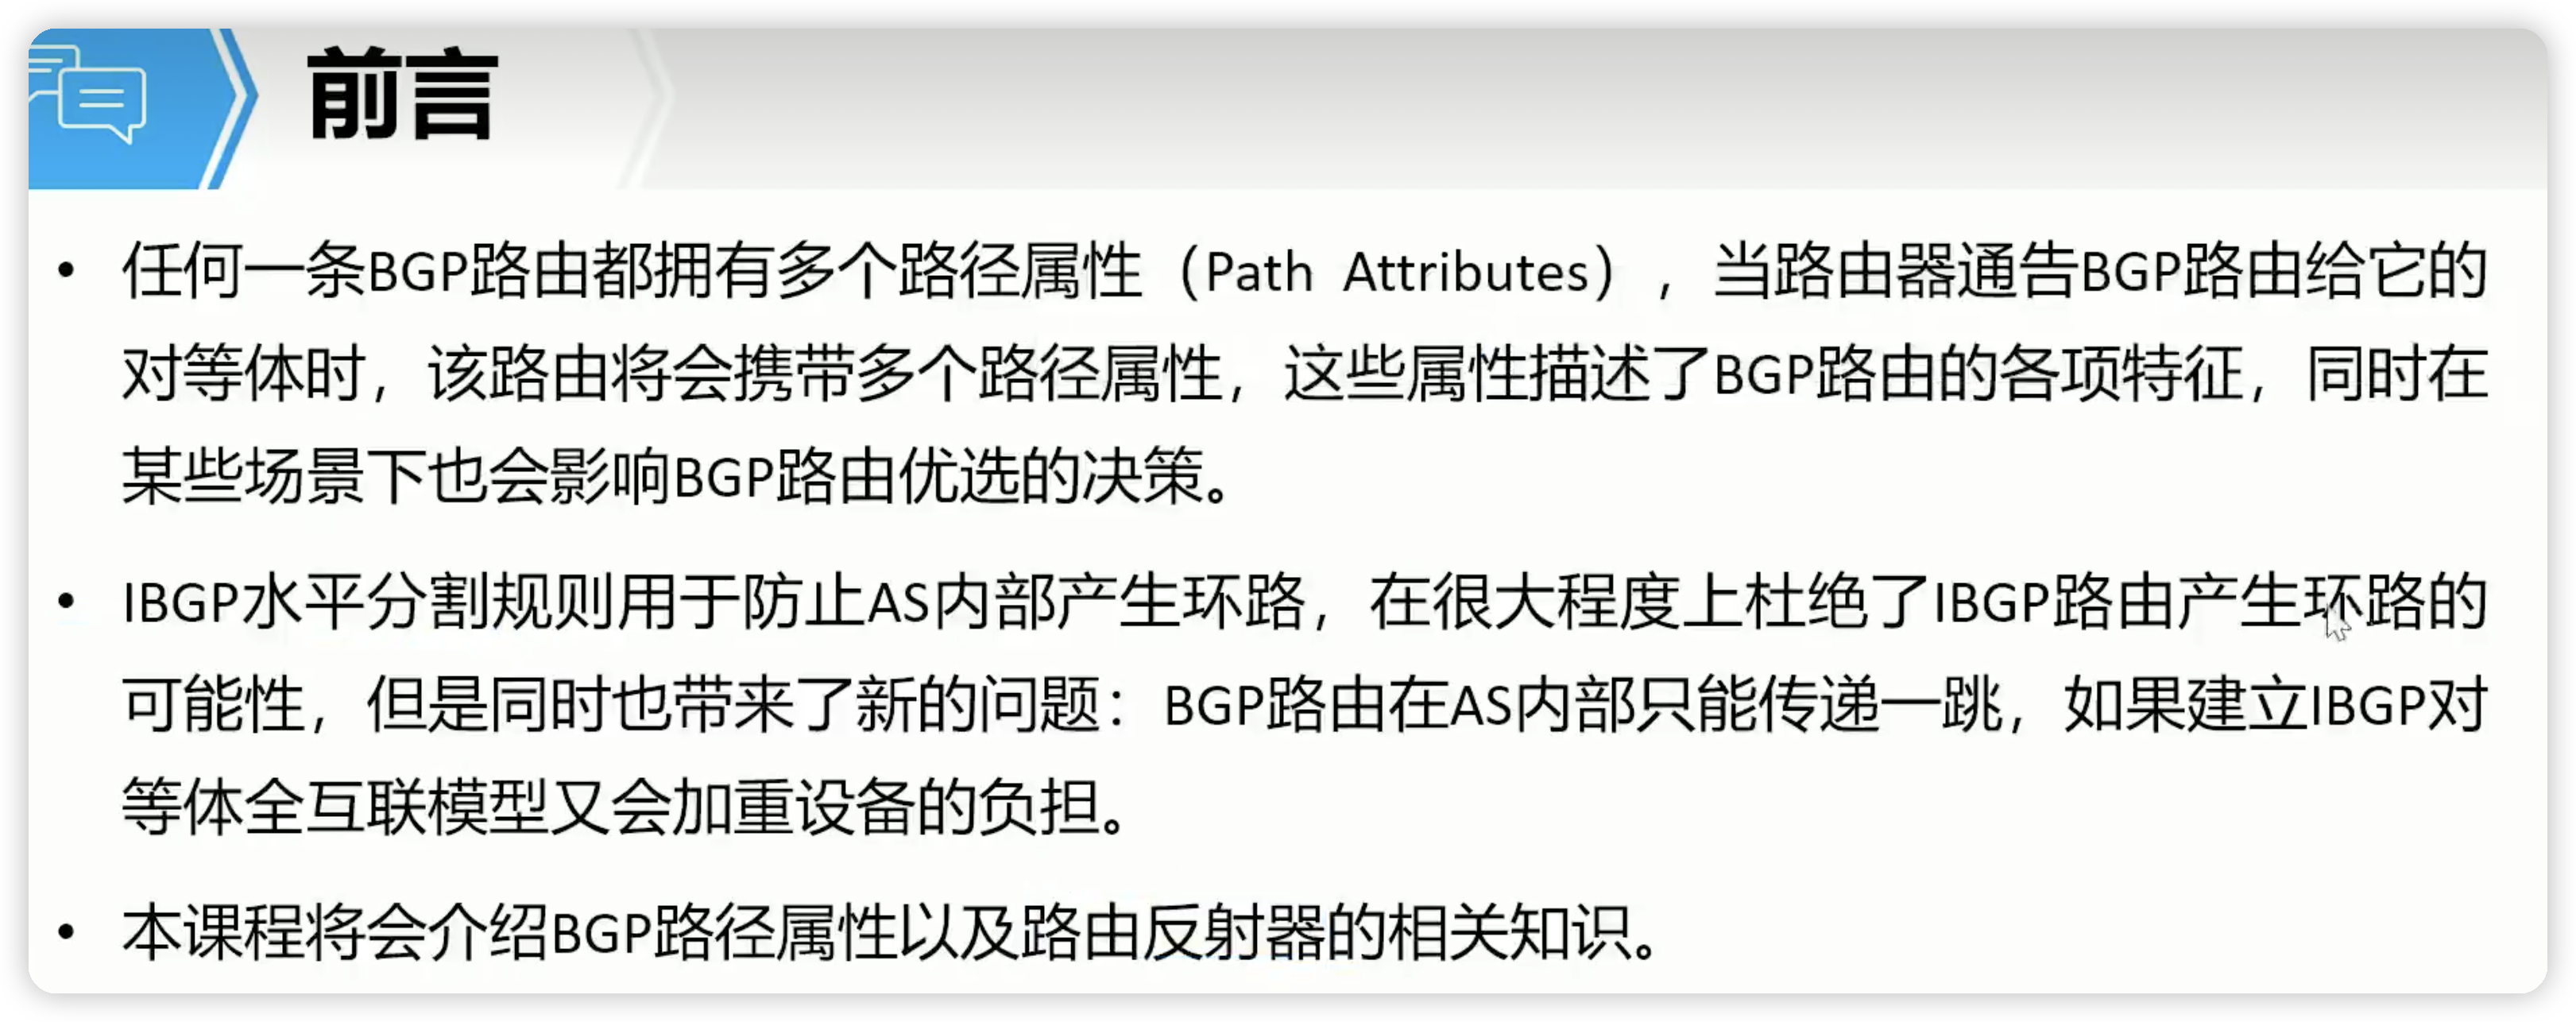 前言
• 任何一条BGP路由都拥有多个路径属性（Path Attributes），当路由器通告BGP路由给它的
对等体时，该路由将会携带多个路径属性，这些属性描述了BGP路由的各项特征，同时在
某些场景下也会影响BGP路由优选的决策。
• IBGP水平分割规则用于防止AS内部产生环路，在很大程度上杜绝了IBGP路由产生环路的
可能性，但是同时也带来了新的问题：BGP路由在AS内部只能传递一跳，如果建立IBGP对
等体全互联模型又会加重设备的负担。
• 本课程将会介绍BGP路径属性以及路由反射器的相关知识。